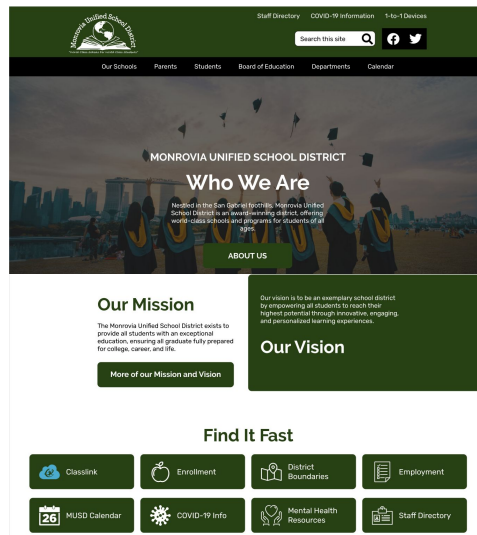 Monrovia Unified School District
Staff Directory COVID-19 Information 1-to-1 Devices
Search this site
Our Schools Parents Students Board of Education Departments Calendar
MONROVIA UNIFIED SCHOOL DISTRICT
Who We Are
Nestled in the San Gabriel foothills, Monrovia Unified
School District is an award-winning district, offering
world-class schools and programs for students of all
ages.
ABOUT US
Our Mission
The Monrovia Unified School District exists to
provide all students with an exceptional
education, ensuring all graduate fully prepared
for college, career, and life.
More of our Mission and Vision
Our vision is to be an exemplary school district
by empowering all students to reach their
highest potential through innovative, engaging,
and personalized learning experiences.
Our Vision
Find It Fast
Classlink
Enrollment
District
Boundaries
Employment
26
MUSD Calendar
COVID-19 Info
Mental Health
Resources
Staff Directory